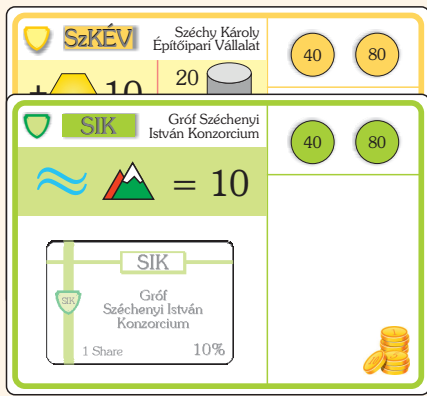 SzKÉV
Széchy Károly
Építőipari Vállalat
40 80
+ 10
20
SIK
Gróf Széchenyi
István Konzorcium
40 80
= 10
SIK
SIK
Gróf
Széchenyi István
Konzorcium
1 Share 10%